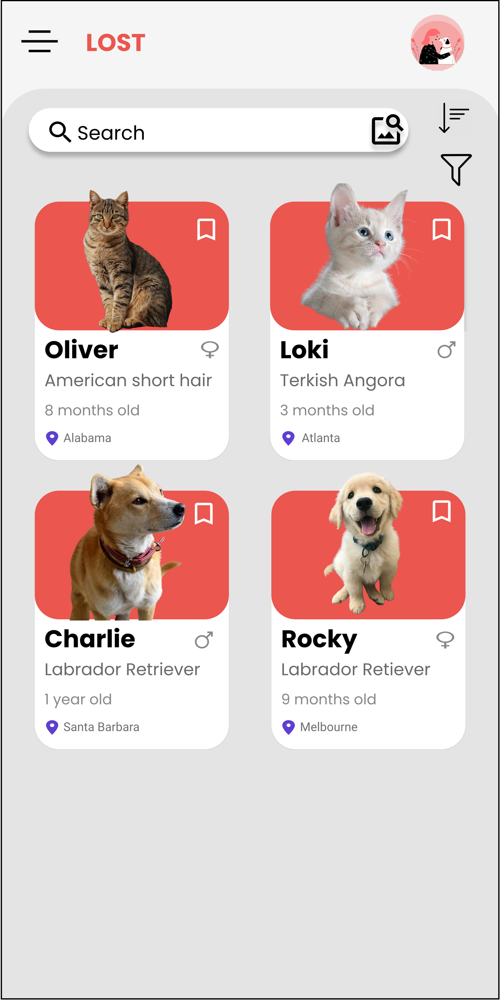 LOST
Search
Oliver
American short hair
8 months old
Alabama
Loki
Terkish Angora
3 months old
Atlanta
Charlie
Labrador Retriever
1 year old
Santa Barbara
Rocky
Labrador Retiever
9 months old
Melbourne